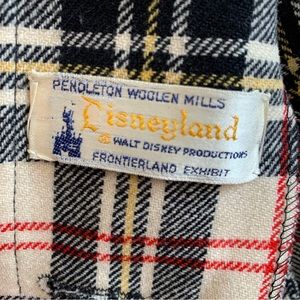 PENDLETON WOOLEN MILLS
Disneyland
© WALT DISNEY PRODUCTIONS
FRONTIERLAND EXHIBIT